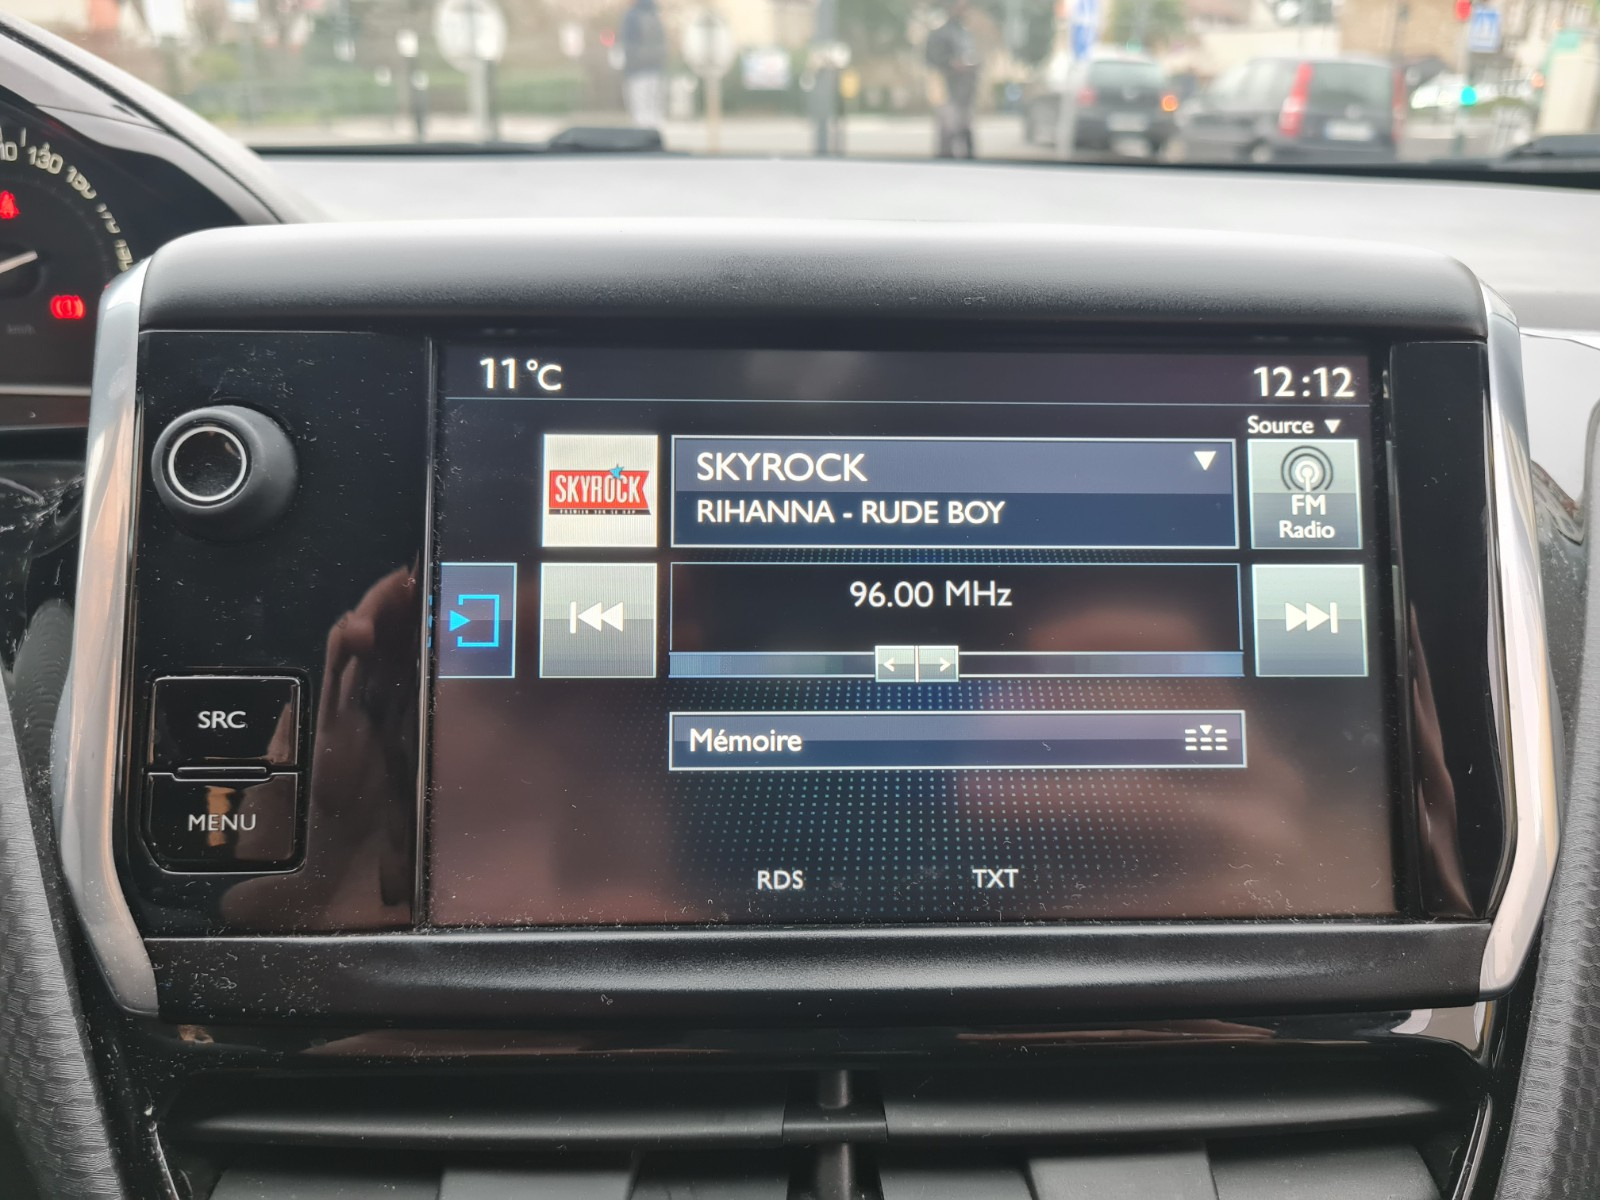 130
150
11°C
12:12
Source
SKYROCK
SKYROCK
RIHANNA - RUDE BOY
FM
Radio
96.00 MHz
SRC
Mémoire
MENU
RDS
TXT